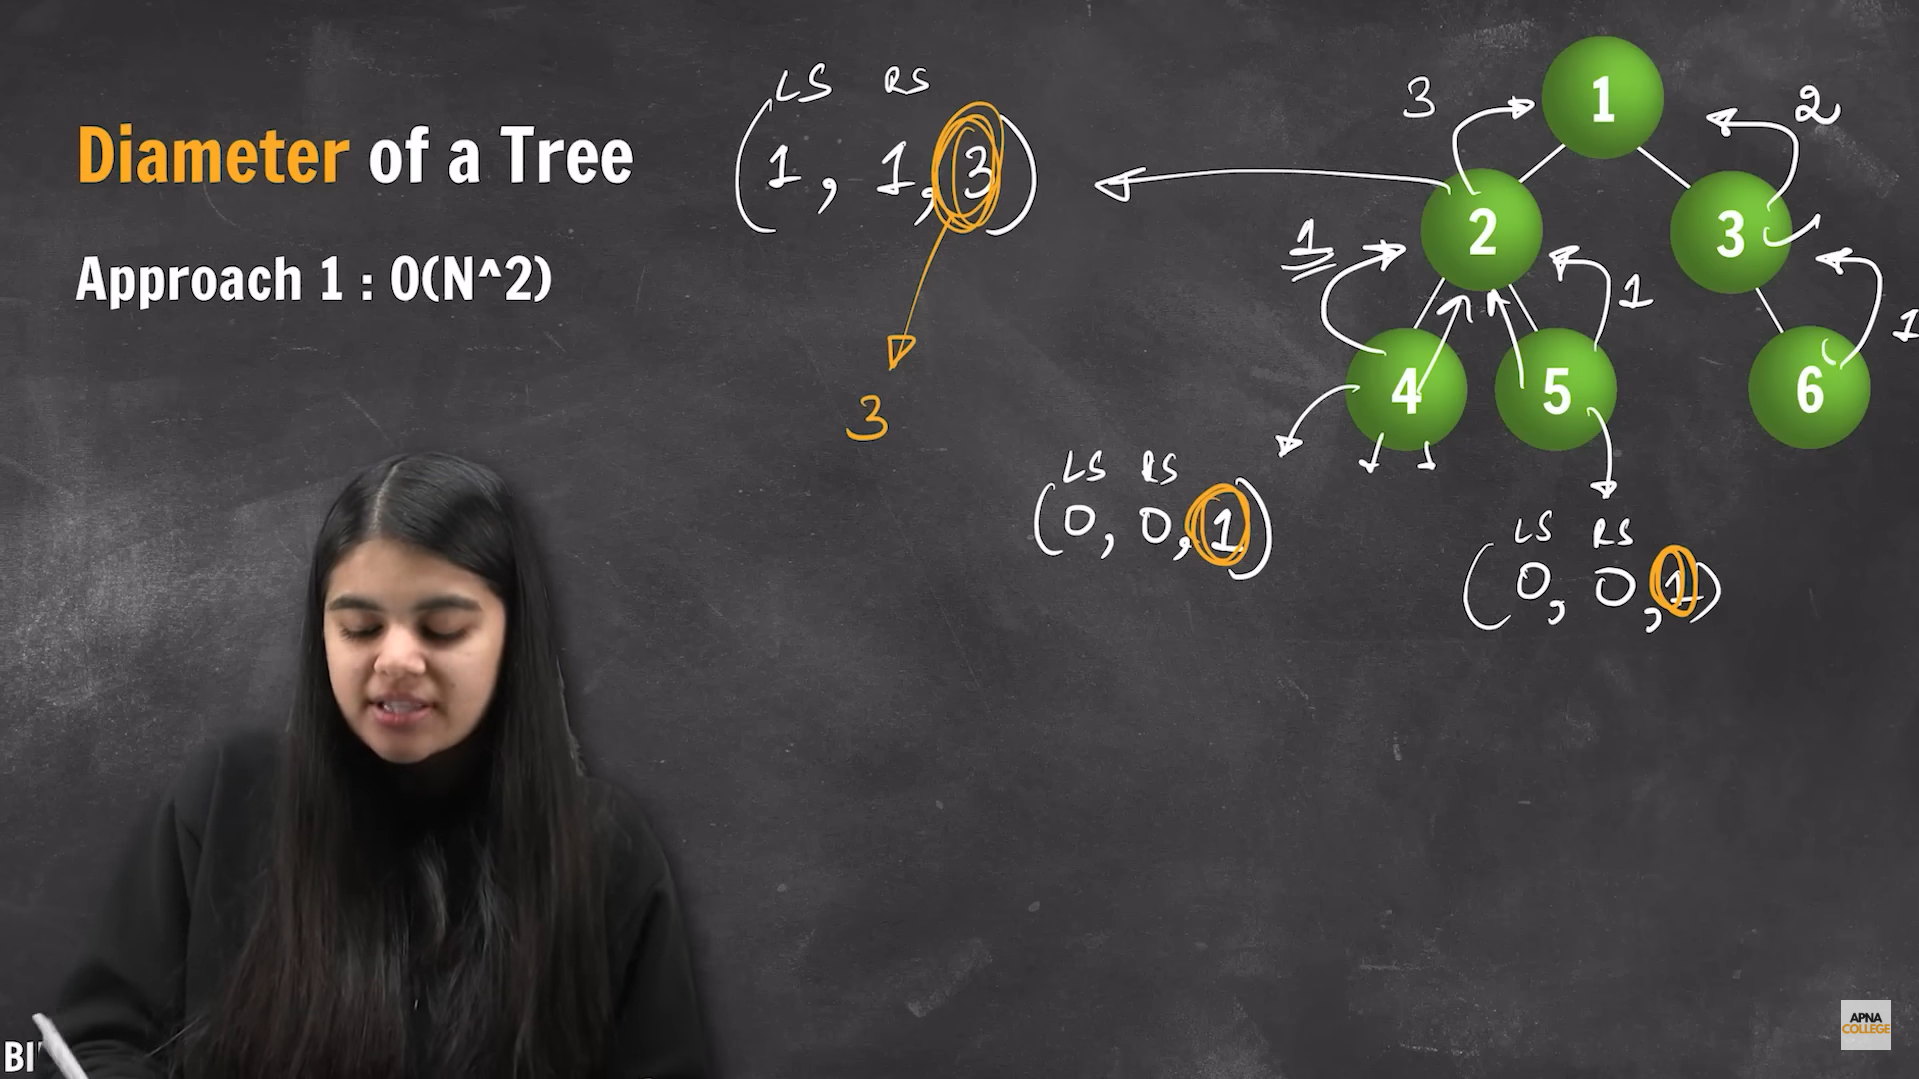 Diameter of a Tree
Approach 1 : O(N^2)
LS RS
(1, 1, 3)
3
3
2
1
1
1
1
2
3
4
5
6
LS RS
(0, 0, 1)
LS RS
(0, 0, 1)
BI
APNA
COLLEGE